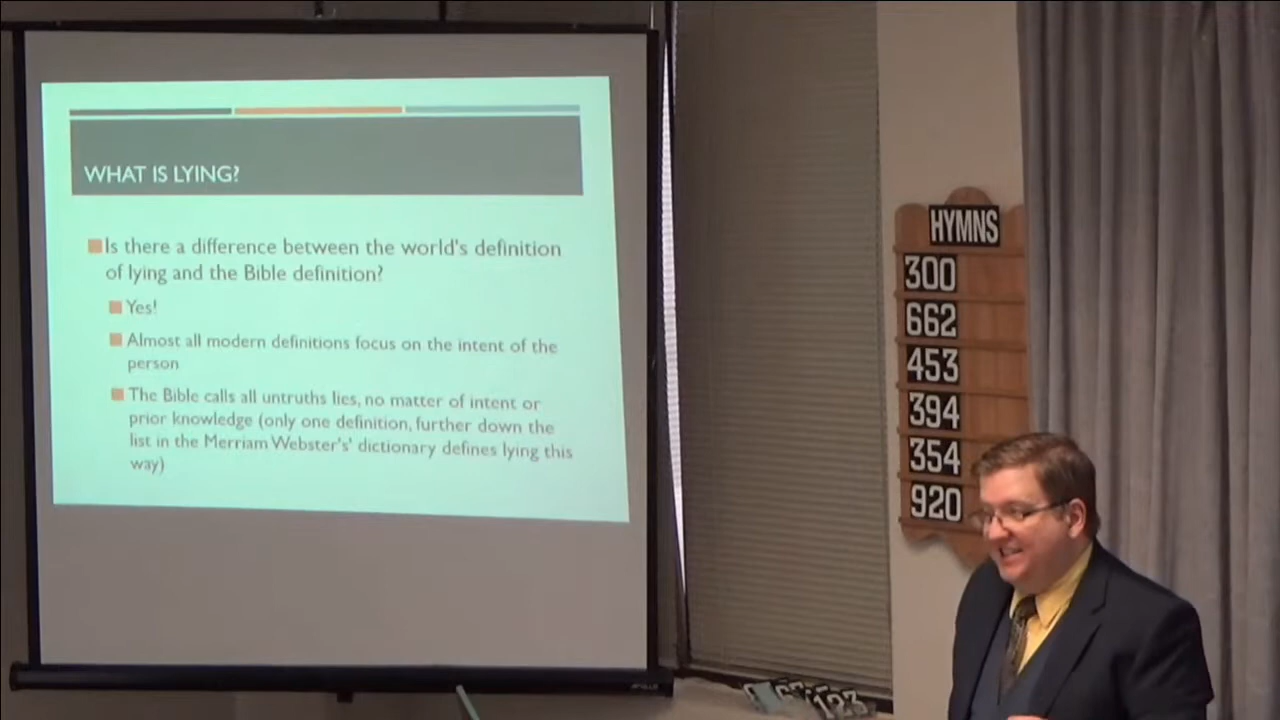 WHAT IS LYING?
Is there a difference between the world's definition
of lying and the Bible definition?
Yes!
Almost all modern definitions focus on the intent of the
person
The Bible calls all untruths lies, no matter of intent or
prior knowledge (only one definition, further down the
list in the Merriam Webster's' dictionary defines lying this
way)
HYMNS
300
662
453
394
354
920